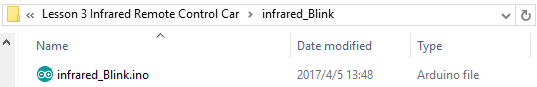 « Lesson 3 Infrared Remote Control Car > infrared_Blink
Name Date modified Type
infrared_Blink.ino 2017/4/5 13:48 Arduino file